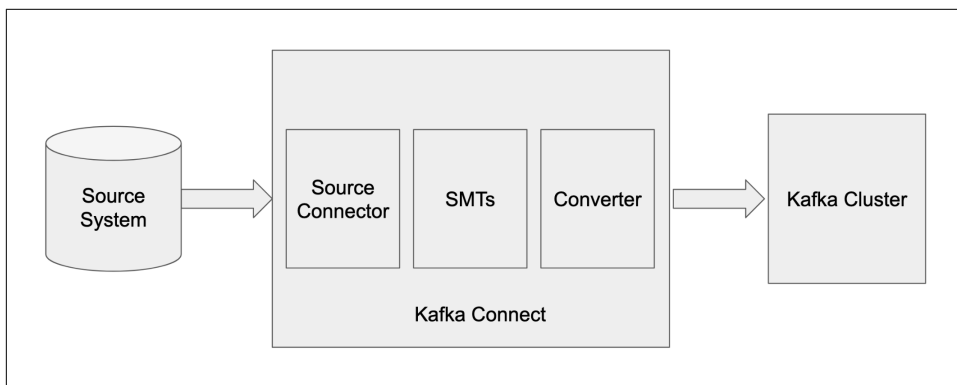 Source
System
Source
Connector
SMTs
Converter
Kafka Connect
Kafka Cluster